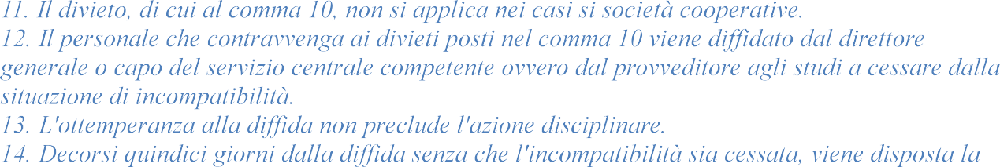 11. Il divieto, di cui al comma 10, non si applica nei casi si società cooperative.
12. Il personale che contravvenga ai divieti posti nel comma 10 viene diffidato dal direttore
generale o capo del servizio centrale competente ovvero dal provveditore agli studi a cessare dalla
situazione di incompatibilità.
13. L'ottemperanza alla diffida non preclude l'azione disciplinare.
14. Decorsi quindici giorni dalla diffida senza che l'incompatibilità sia cessata, viene disposta la